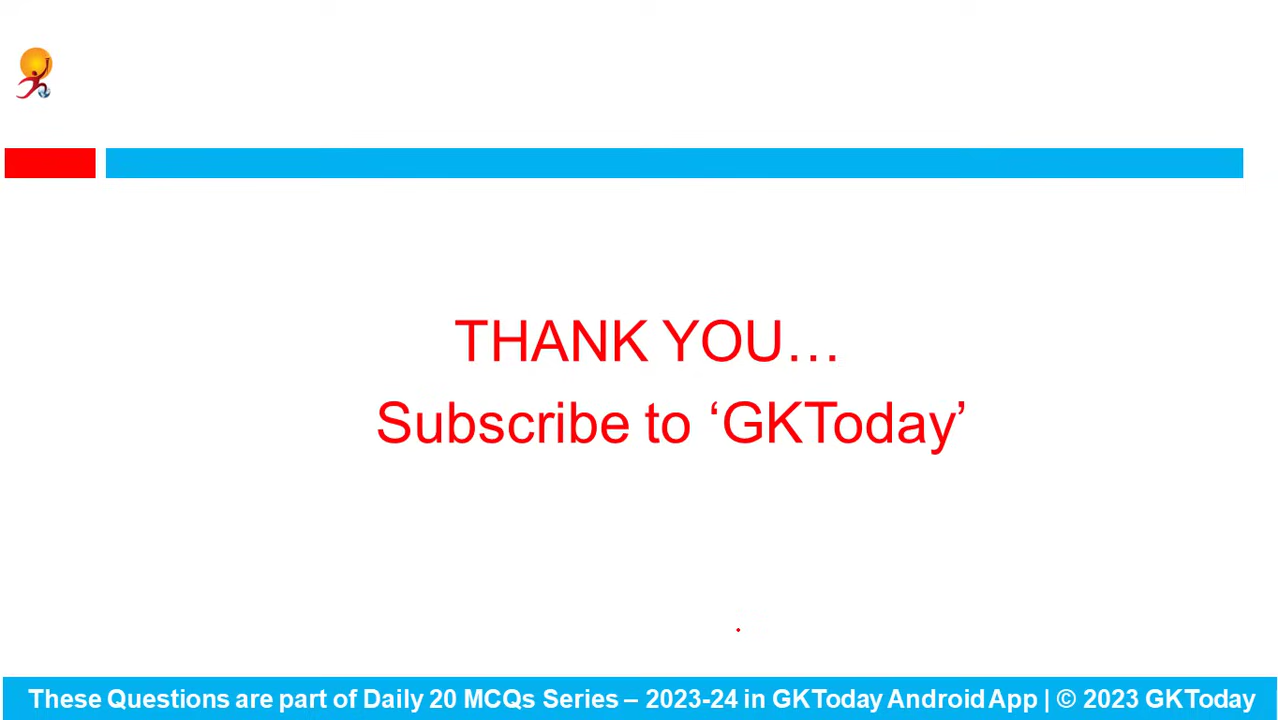 THANK YOU…
Subscribe to ‘GKToday’
These Questions are part of Daily 20 MCQs Series – 2023-24 in GKToday Android App | © 2023 GKToday